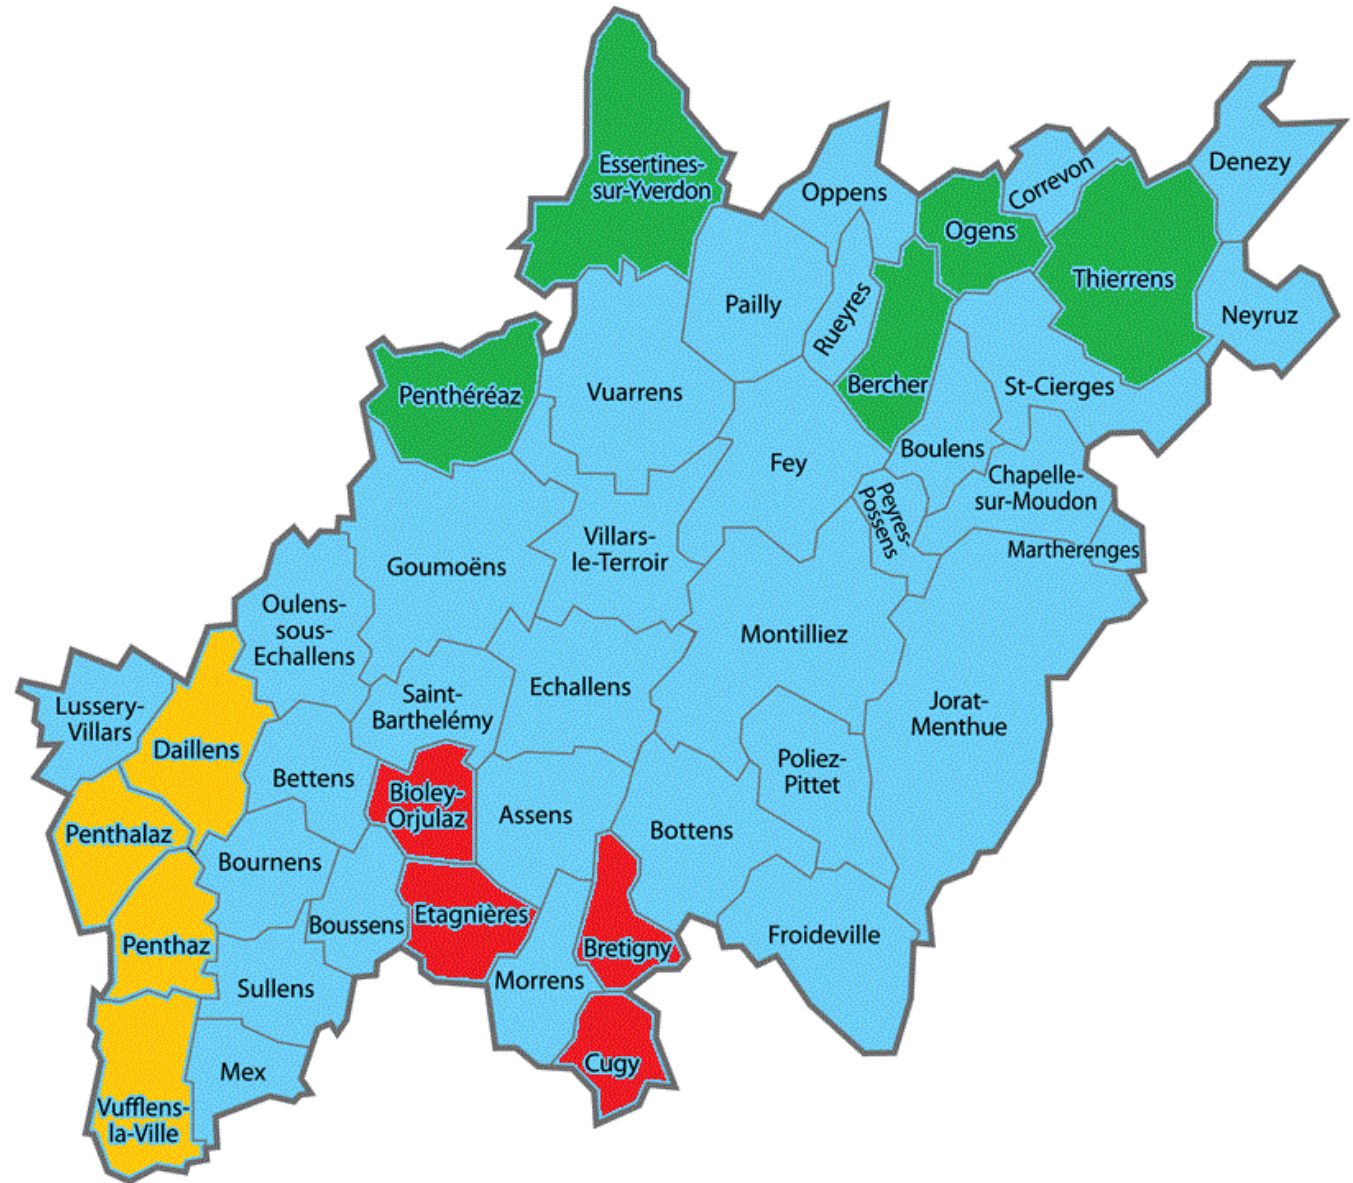 Essertines-
sur-Yverdon
Oppens
Correvon
Denezy
Ogens
Thierrens
Pailly
Rueyres
Neyruz
Penthéréaz
Vuarrens
Bercher
St-Cierges
Fey
Boulens
Chapelle-
sur-Moudon
Peyres-
Possens
Villars-
le-Terroir
Martherenges
Goumoëns
Oulens-
sous-
Echallens
Montilliez
Echallens
Saint-
Barthelémy
Jorat-
Menthue
Lussery-
Villars
Daillens
Bettens
Poliez-
Pittet
Bioley-
Orjulaz
Assens
Bottens
Penthalaz
Bournens
Etagnières
Boussens
Froideville
Penthaz
Bretigny
Morrens
Sullens
Cugy
Mex
Vufflens-
la-Ville